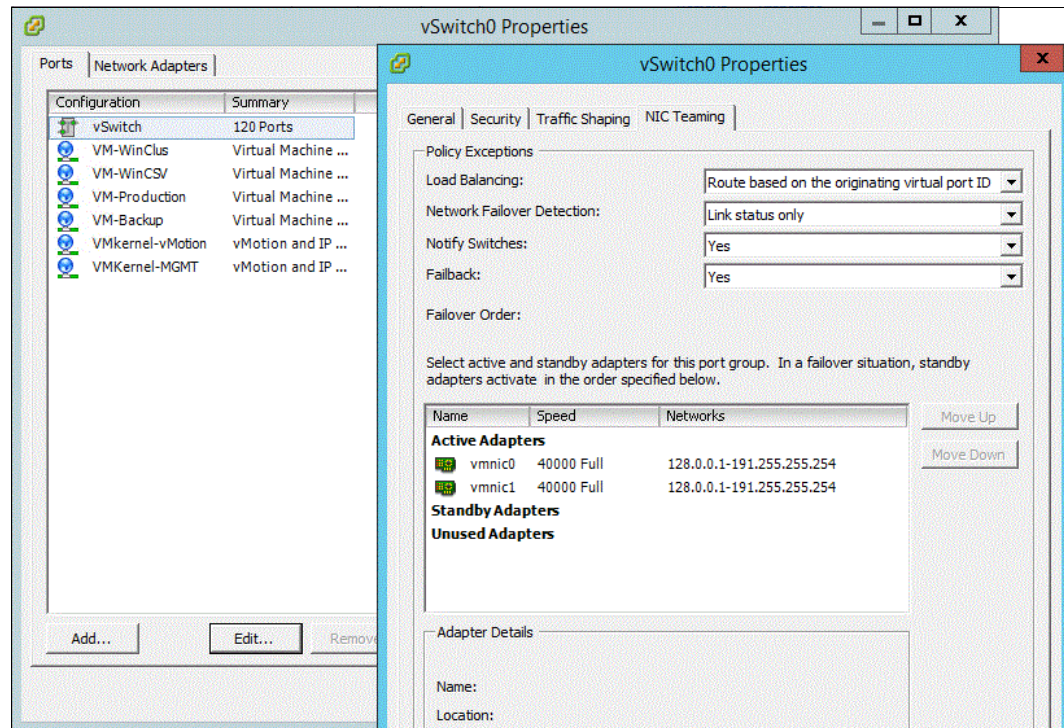 vSwitch0 Properties
Ports
Network Adapters
Configuration Summary
vSwitch 120 Ports
VM-WinClus Virtual Machine ...
VM-WinCSV Virtual Machine ...
VM-Production Virtual Machine ...
VM-Backup Virtual Machine ...
VMkernel-vMotion vMotion and IP ...
VMKernel-MGMT vMotion and IP ...
Add... Edit... Remove
vSwitch0 Properties
General Security Traffic Shaping NIC Teaming
Policy Exceptions
Load Balancing: Route based on the originating virtual port ID
Network Failover Detection: Link status only
Notify Switches: Yes
Failback: Yes
Failover Order:
Select active and standby adapters for this port group. In a failover situation, standby
adapters activate in the order specified below.
Name Speed Networks
Active Adapters
vmnic0 40000 Full 128.0.0.1-191.255.255.254
vmnic1 40000 Full 128.0.0.1-191.255.255.254
Standby Adapters
Unused Adapters
Move Up
Move Down
Adapter Details
Name:
Location: